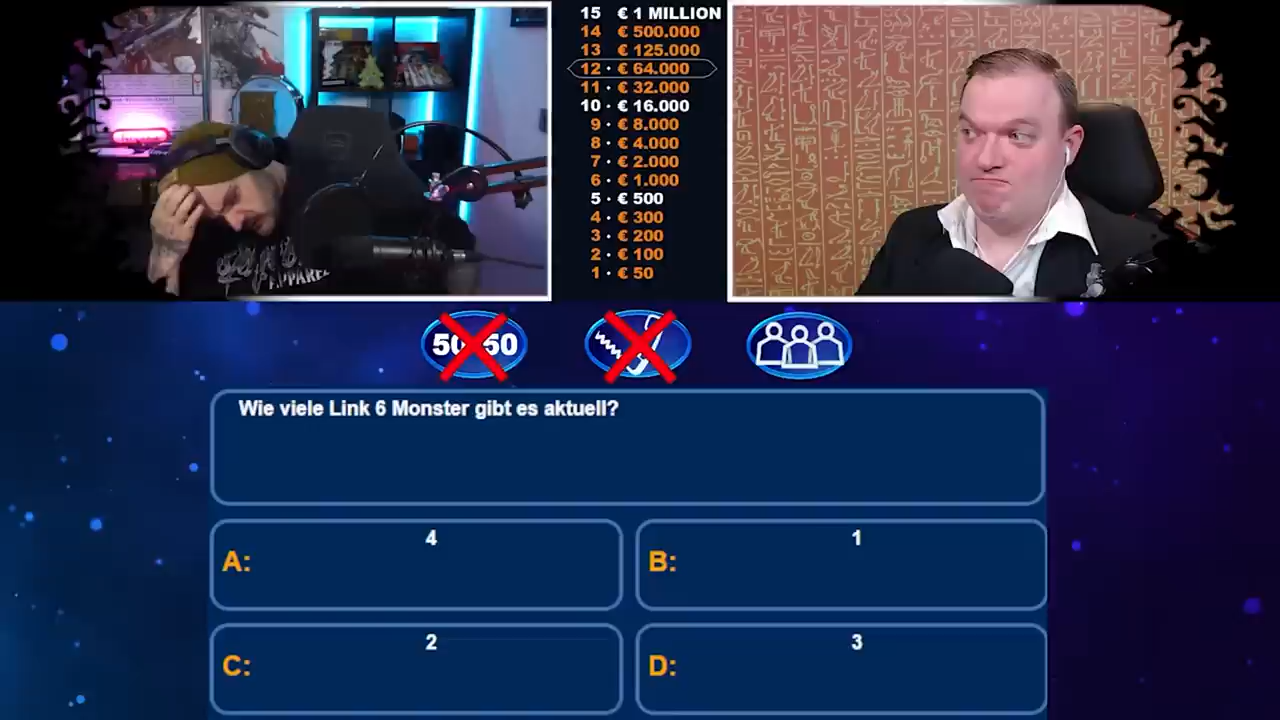 15 € 1 MILLION
14 € 500.000
13 € 125.000
12 · € 64.000
11 · € 32.000
10 · € 16.000
9 · € 8.000
8 · € 4.000
7 · € 2.000
6 · € 1.000
5 · € 500
4 · € 300
3 · € 200
2 · € 100
1 · € 50
APPAREL
50 50
Wie viele Link 6 Monster gibt es aktuell?
A: 4
B: 1
C: 2
D: 3